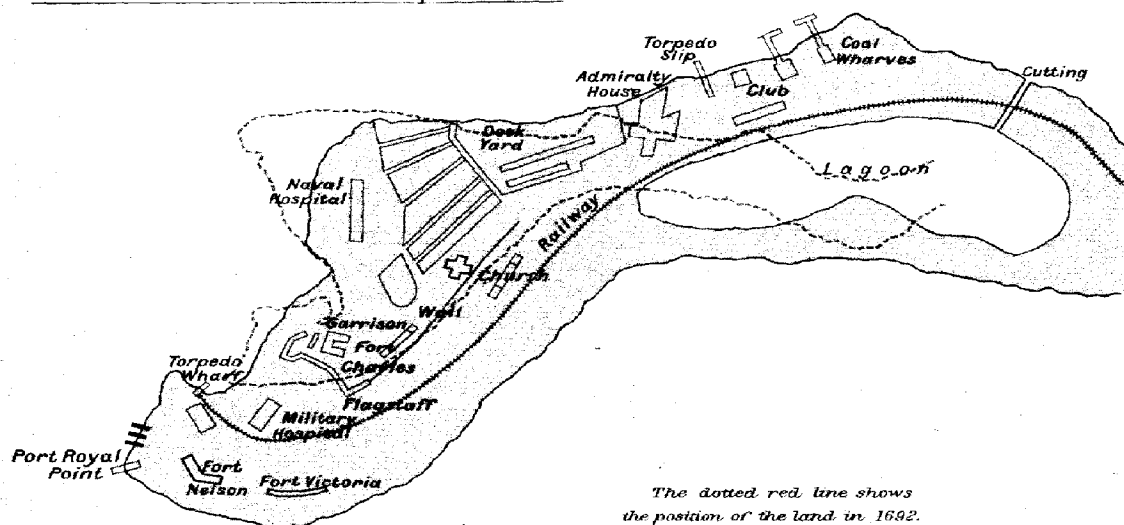 Torpedo
Slip
Coal
Wharves
Admiralty
House
Club
Cutting
Dock
Yard
Lagoon
Naval
Hospital
Railway
Church
Wall
Garrison
Fort
Charles
Torpedo
Wharf
Flagstaff
Military
Hospital
Port Royal
Point
Fort
Nelson
Fort Victoria
The dotted red line shows
the position of the land in 1692.